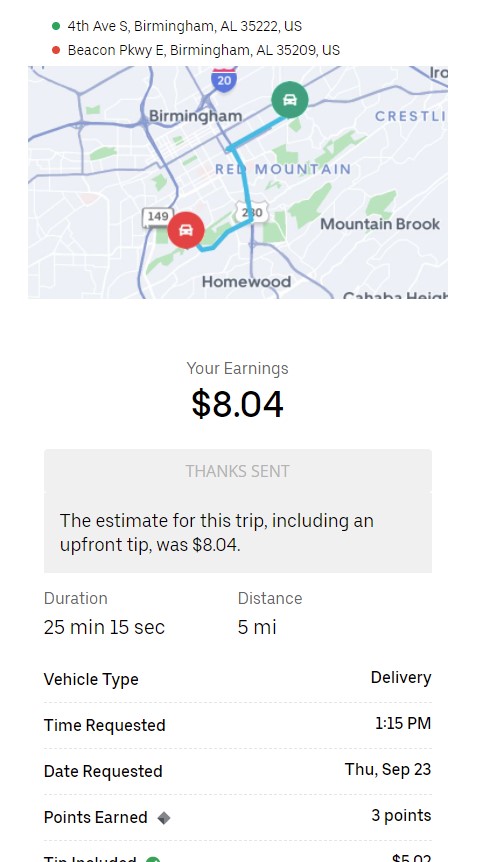 4th Ave S, Birmingham, AL 35222, US
Beacon Pkwy E, Birmingham, AL 35209, US
20
Birmingham
CRESTLI
RED MOUNTAIN
149
280
Mountain Brook
Homewood
Cahaba Heigh
Your Earnings
$8.04
THANKS SENT
The estimate for this trip, including an
upfront tip, was $8.04.
Duration Distance
25 min 15 sec 5 mi
Vehicle Type Delivery
Time Requested 1:15 PM
Date Requested Thu, Sep 23
Points Earned 3 points
Tip Included $5.02